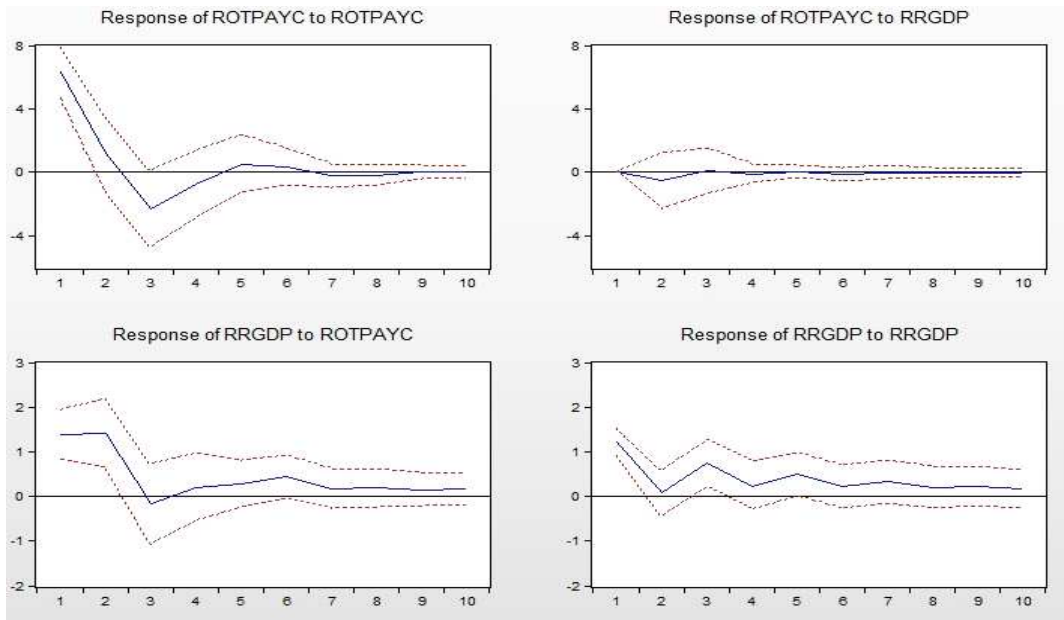 Response of ROTPAYC to ROTPAYC
8
4
0
-4
1 2 3 4 5 6 7 8 9 10
Response of ROTPAYC to RRGDP
8
4
0
-4
1 2 3 4 5 6 7 8 9 10
Response of RRGDP to ROTPAYC
3
2
1
0
-1
-2
1 2 3 4 5 6 7 8 9 10
Response of RRGDP to RRGDP
3
2
1
0
-1
-2
1 2 3 4 5 6 7 8 9 10